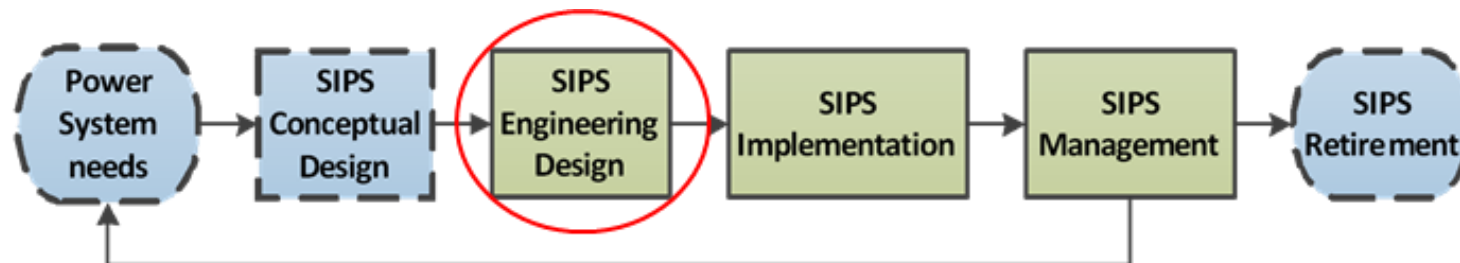 Power
System
needs
SIPS
Conceptual
Design
SIPS
Engineering
Design
SIPS
Implementation
SIPS
Management
SIPS
Retirement